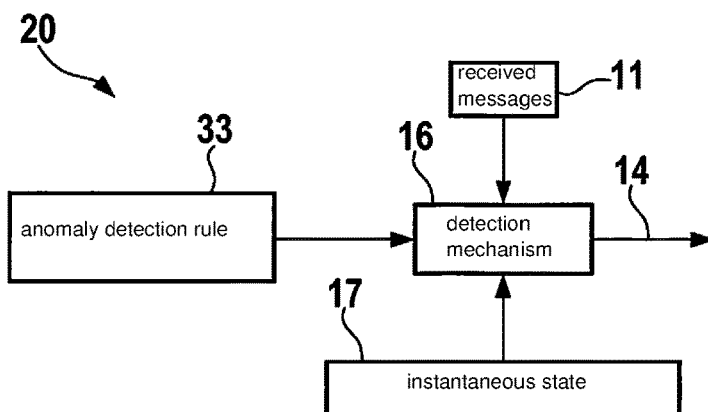 20
received
messages
11
33
16
14
anomaly detection rule
detection
mechanism
17
instantaneous state